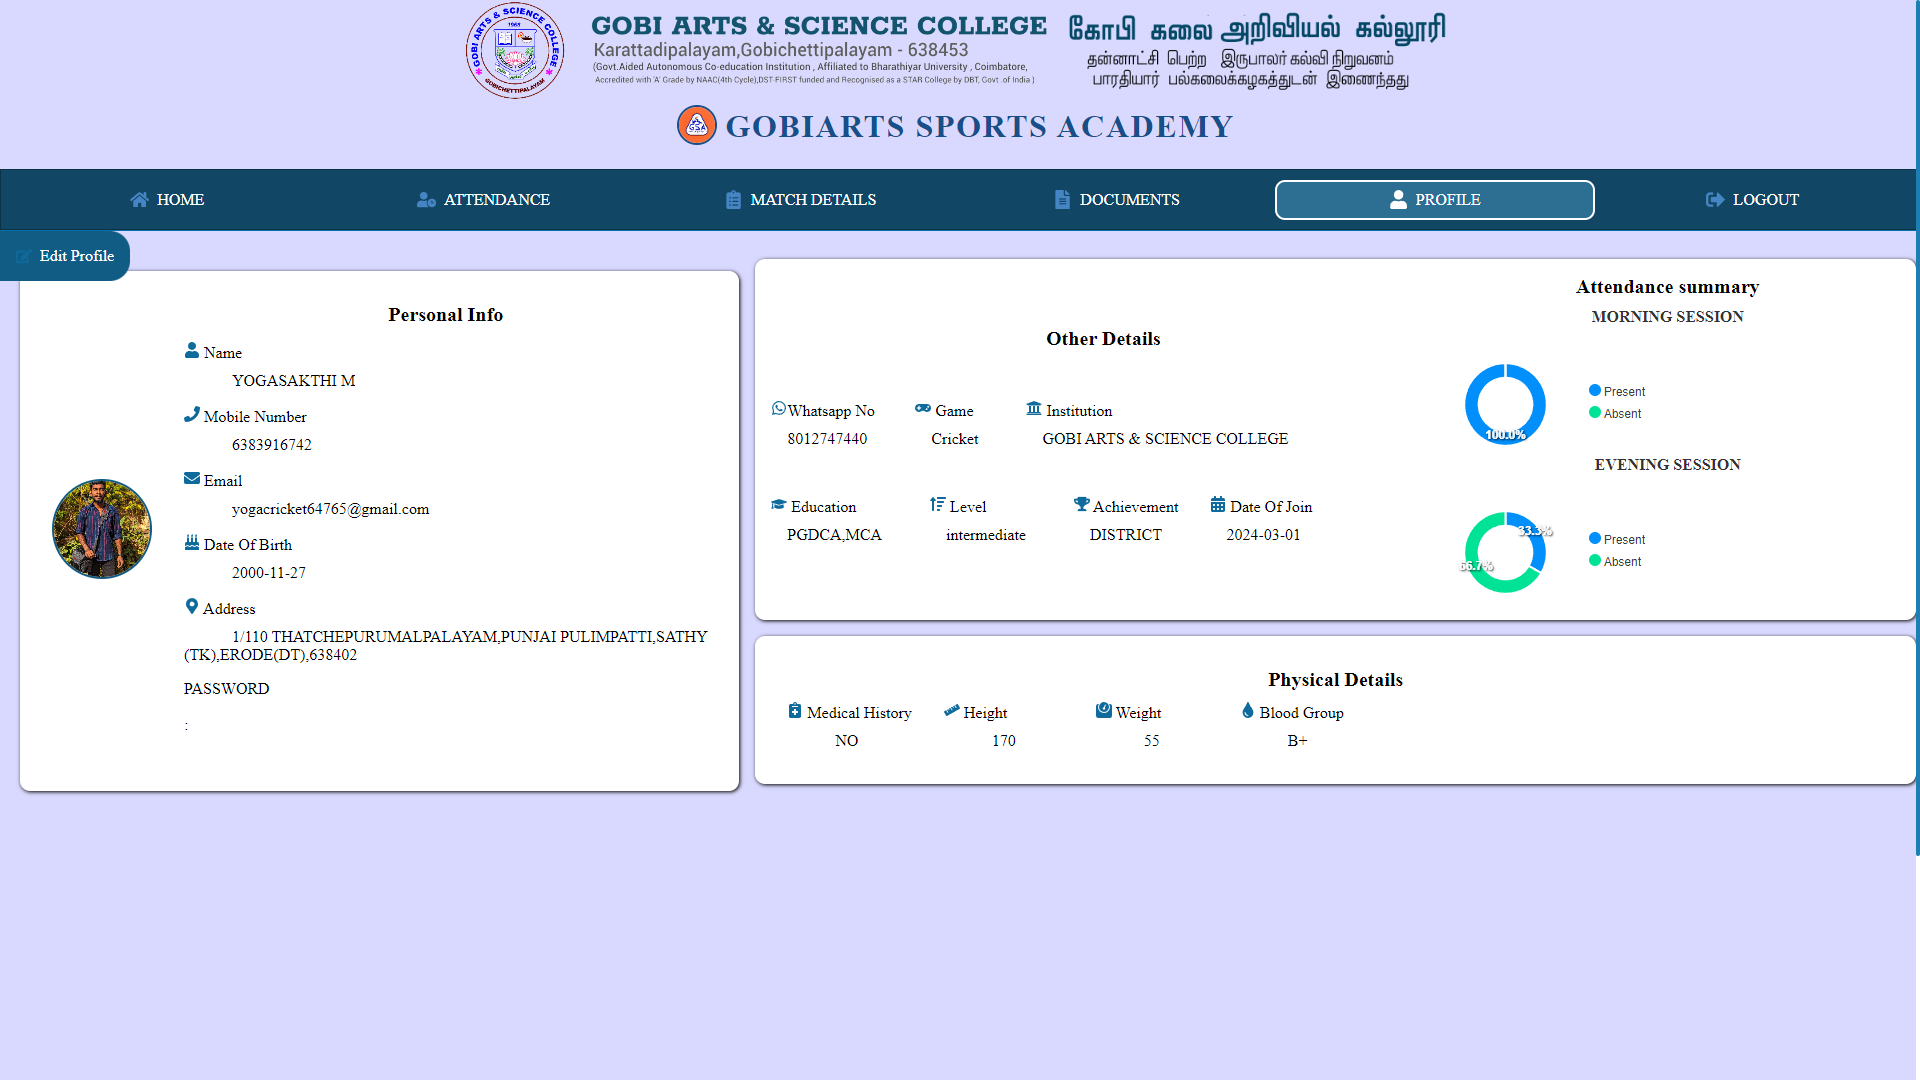 GOBI ARTS & SCIENCE COLLEGE
1968
GOBICHETTIPALAYAM
GOBI ARTS & SCIENCE COLLEGE
Karattadipalayam,Gobichettipalayam - 638453
(Govt.Aided Autonomous Co-education Institution , Affiliated to Bharathiyar University , Coimbatore,
Accredited with 'A' Grade by NAAC(4th Cycle),DST-FIRST funded and Recognised as a STAR College by DBT, Govt .of India )
கோபி கலை அறிவியல் கல்லூரி
தன்னாட்சி பெற்ற இருபாலர் கல்வி நிறுவனம்
பாரதியார் பல்கலைக்கழகத்துடன் இணைந்தது
GSA
GOBIARTS SPORTS ACADEMY
HOME
ATTENDANCE
MATCH DETAILS
DOCUMENTS
PROFILE
LOGOUT
Edit Profile
Personal Info
Name
YOGASAKTHI M
Mobile Number
6383916742
Email
yogacricket64765@gmail.com
Date Of Birth
2000-11-27
Address
1/110 THATCHEPURUMALPALAYAM,PUNJAI PULIMPATTI,SATHY
(TK),ERODE(DT),638402
PASSWORD
:
Other Details
Whatsapp No
8012747440
Game
Cricket
Institution
GOBI ARTS & SCIENCE COLLEGE
Education
PGDCA,MCA
Level
intermediate
Achievement
DISTRICT
Date Of Join
2024-03-01
Attendance summary
MORNING SESSION
100.0%
Present
Absent
EVENING SESSION
33.3%
66.7%
Present
Absent
Physical Details
Medical History
NO
Height
170
Weight
55
Blood Group
B+